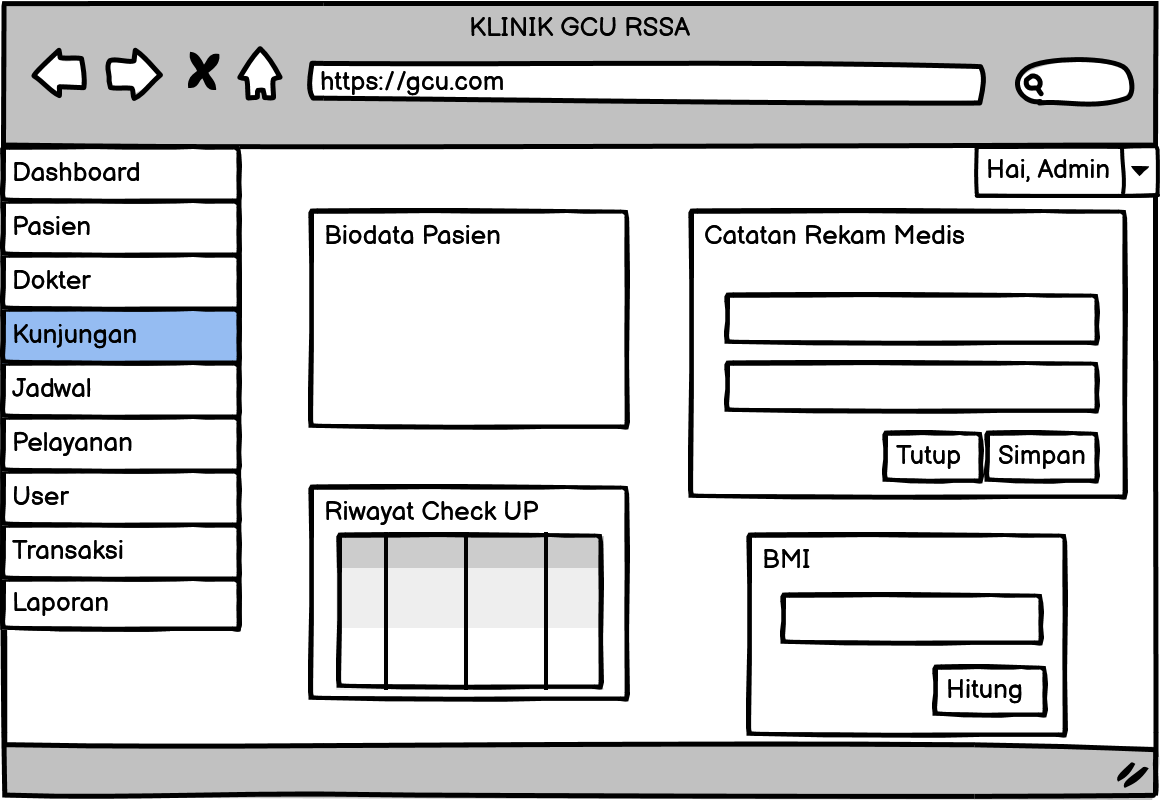 KLINIK GCU RSSA
https://gcu.com
Hai, Admin
Dashboard
Pasien
Dokter
Kunjungan
Jadwal
Pelayanan
User
Transaksi
Laporan
Biodata Pasien
Catatan Rekam Medis
Tutup
Simpan
Riwayat Check UP
BMI
Hitung